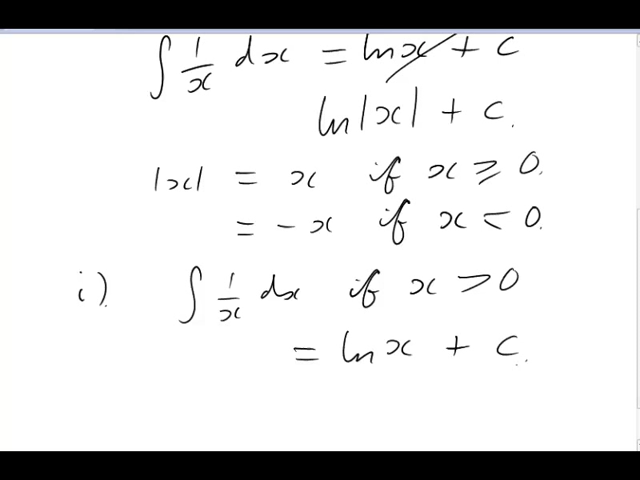 ∫ 1/x dx = ln x + c
ln|x| + c.
|x| = x if x ≥ 0.
= -x if x < 0.
i) ∫ 1/x dx if x > 0
= ln x + c.